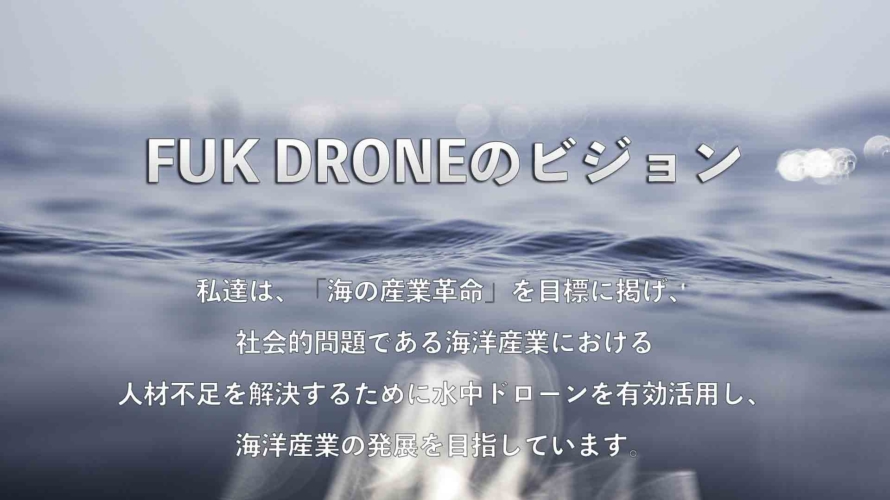 FUK DRONEのビジョン
私達は、「海の産業革命」を目標に掲げ、
社会的問題である海洋産業における
人材不足を解決するために水中ドローンを有効活用し、
海洋産業の発展を目指しています。